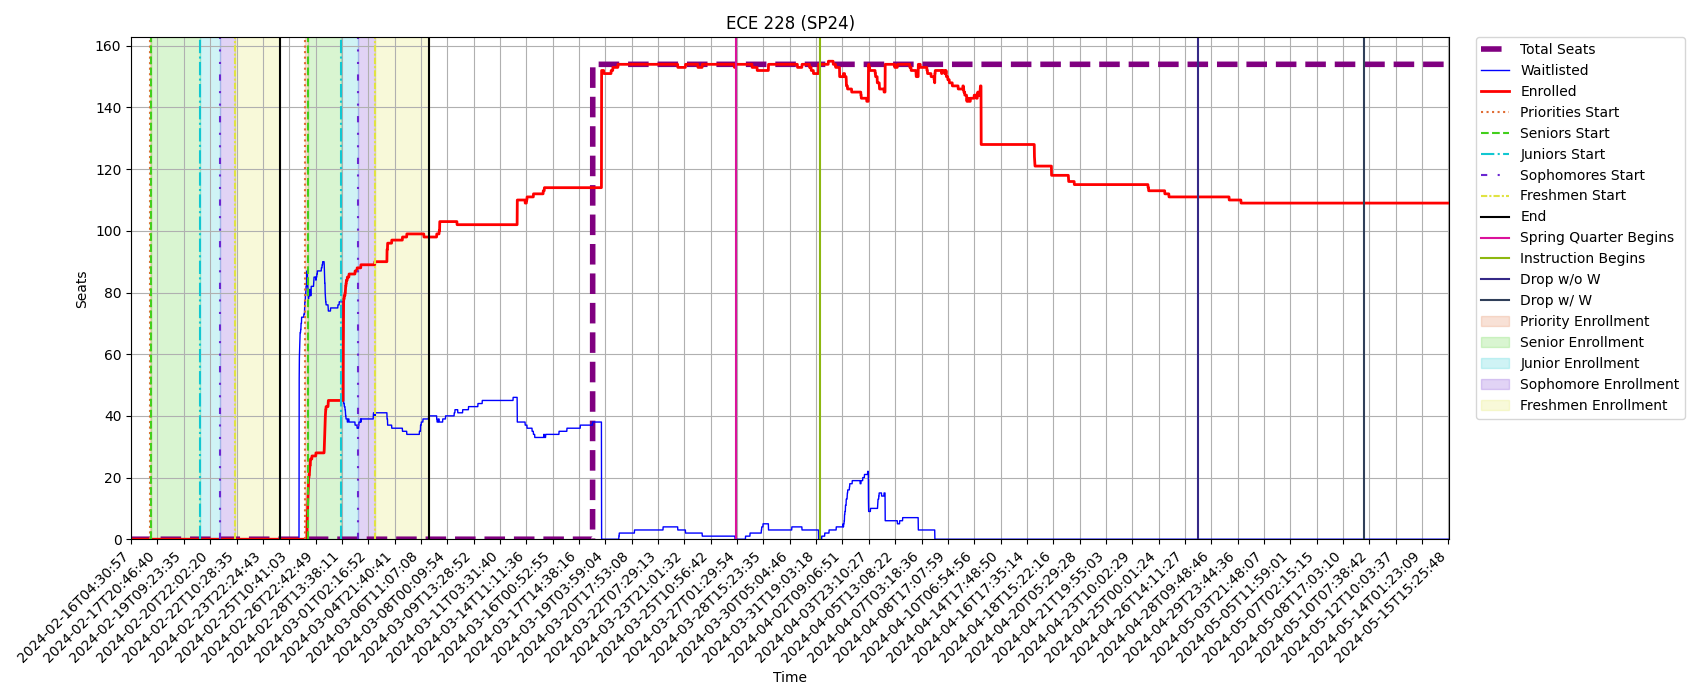 ECE 228 (SP24)
Seats
160
140
120
100
80
60
40
20
0
2024-02-16T04:30:57
2024-02-17T20:46:40
2024-02-19T09:23:35
2024-02-20T22:02:20
2024-02-22T10:28:35
2024-02-23T22:24:43
2024-02-25T10:41:03
2024-02-26T22:42:49
2024-02-28T13:38:11
2024-03-01T02:16:52
2024-03-04T21:40:41
2024-03-06T11:07:08
2024-03-08T00:09:54
2024-03-09T13:28:52
2024-03-11T03:31:40
2024-03-14T11:11:36
2024-03-16T00:52:55
2024-03-17T14:38:16
2024-03-19T03:59:04
2024-03-20T17:53:08
2024-03-22T07:29:13
2024-03-23T21:01:32
2024-03-25T10:56:42
2024-03-27T01:29:54
2024-03-28T15:23:35
2024-03-30T05:04:46
2024-03-31T19:03:18
2024-04-02T09:06:51
2024-04-03T23:10:27
2024-04-05T13:08:22
2024-04-07T03:18:36
2024-04-08T17:07:59
2024-04-10T06:54:56
2024-04-14T17:48:50
2024-04-16T17:35:14
2024-04-18T15:22:16
2024-04-20T05:29:28
2024-04-21T19:55:03
2024-04-23T10:02:29
2024-04-25T00:01:24
2024-04-26T14:11:27
2024-04-28T09:48:46
2024-04-29T23:44:36
2024-05-03T21:48:07
2024-05-05T11:59:01
2024-05-07T02:15:15
2024-05-08T17:03:10
2024-05-10T07:38:42
2024-05-12T10:03:37
2024-05-14T01:23:09
2024-05-15T15:25:48
Time
Total Seats
Waitlisted
Enrolled
Priorities Start
Seniors Start
Juniors Start
Sophomores Start
Freshmen Start
End
Spring Quarter Begins
Instruction Begins
Drop w/o W
Drop w/ W
Priority Enrollment
Senior Enrollment
Junior Enrollment
Sophomore Enrollment
Freshmen Enrollment